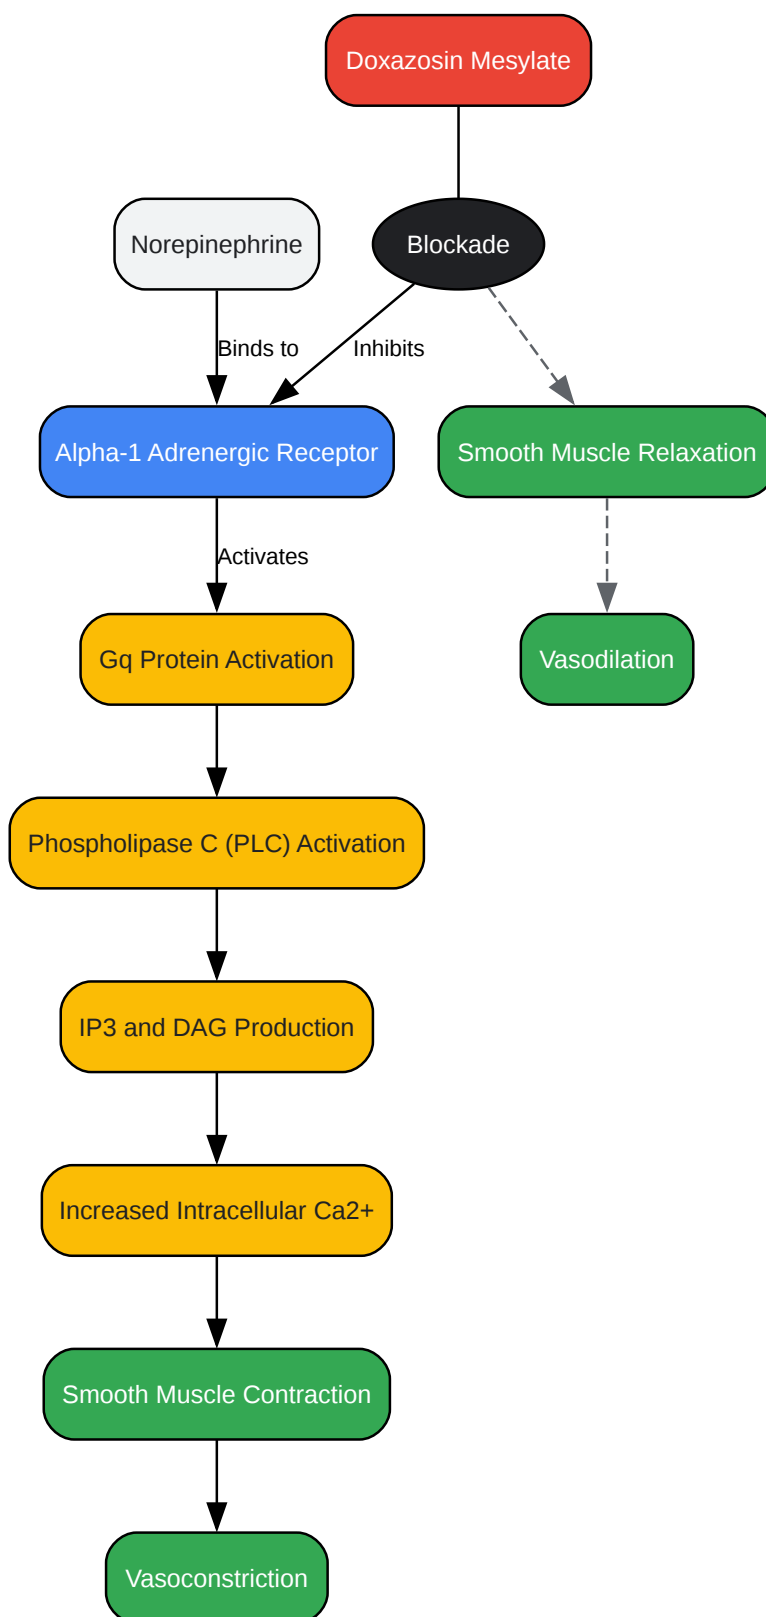 Doxazosin Mesylate
Norepinephrine
Blockade
Binds to
Inhibits
Alpha-1 Adrenergic Receptor
Smooth Muscle Relaxation
Activates
Gq Protein Activation
Vasodilation
Phospholipase C (PLC) Activation
IP3 and DAG Production
Increased Intracellular Ca2+
Smooth Muscle Contraction
Vasoconstriction